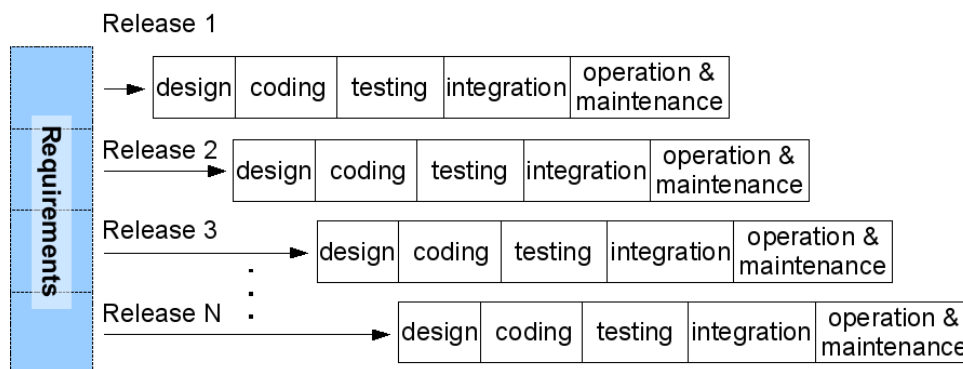 Release 1
Requirements
design coding testing integration operation &
maintenance
Release 2
design coding testing integration operation &
maintenance
Release 3
design coding testing integration operation &
maintenance
Release N
design coding testing integration operation &
maintenance